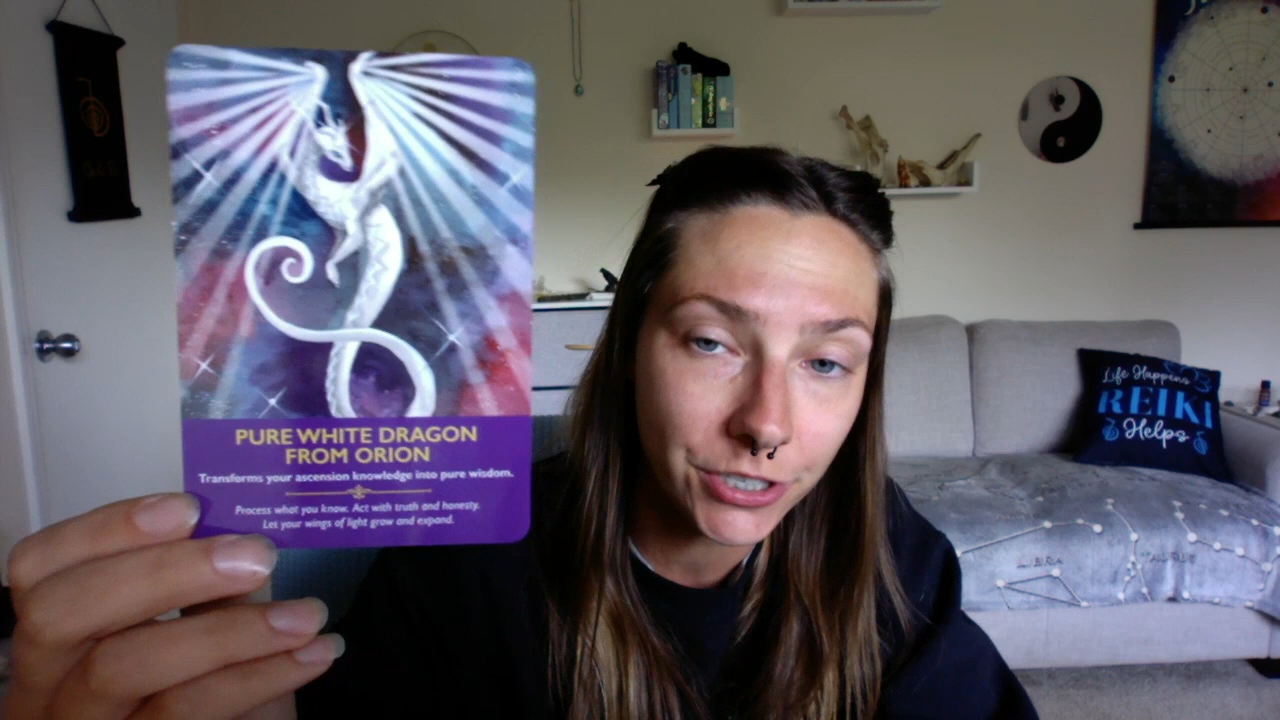 PURE WHITE DRAGON
FROM ORION
Transforms your ascension knowledge into pure wisdom.
Process what you know. Act with truth and honesty.
Let your wings of light grow and expand.
Life Happens
REIKI
Helps
LIBRA
TAURUS